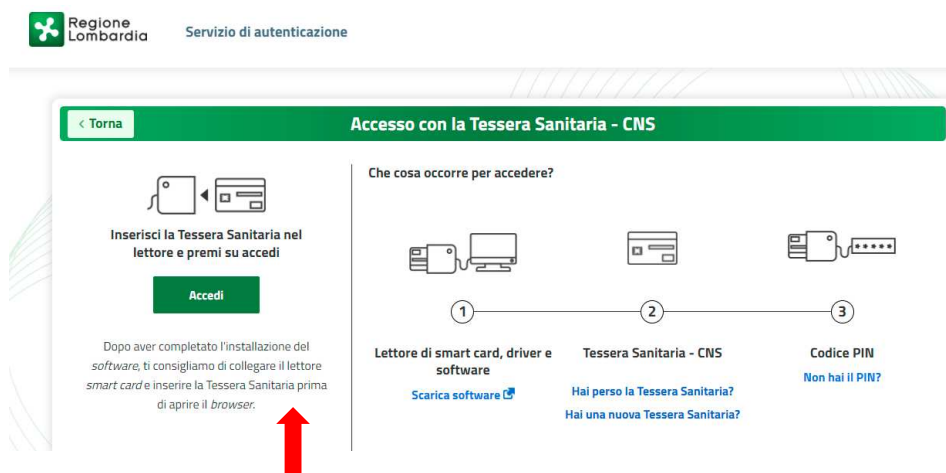 Regione
Lombardia
Servizio di autenticazione
< Torna
Accesso con la Tessera Sanitaria - CNS
Inserisci la Tessera Sanitaria nel
lettore e premi su accedi
Accedi
Dopo aver completato l'installazione del
software, ti consigliamo di collegare il lettore
smart card e inserire la Tessera Sanitaria prima
di aprire il browser.
Che cosa occorre per accedere?
1
Lettore di smart card, driver e
software
Scarica software
2
Tessera Sanitaria - CNS
Hai perso la Tessera Sanitaria?
Hai una nuova Tessera Sanitaria?
3
Codice PIN
Non hai il PIN?